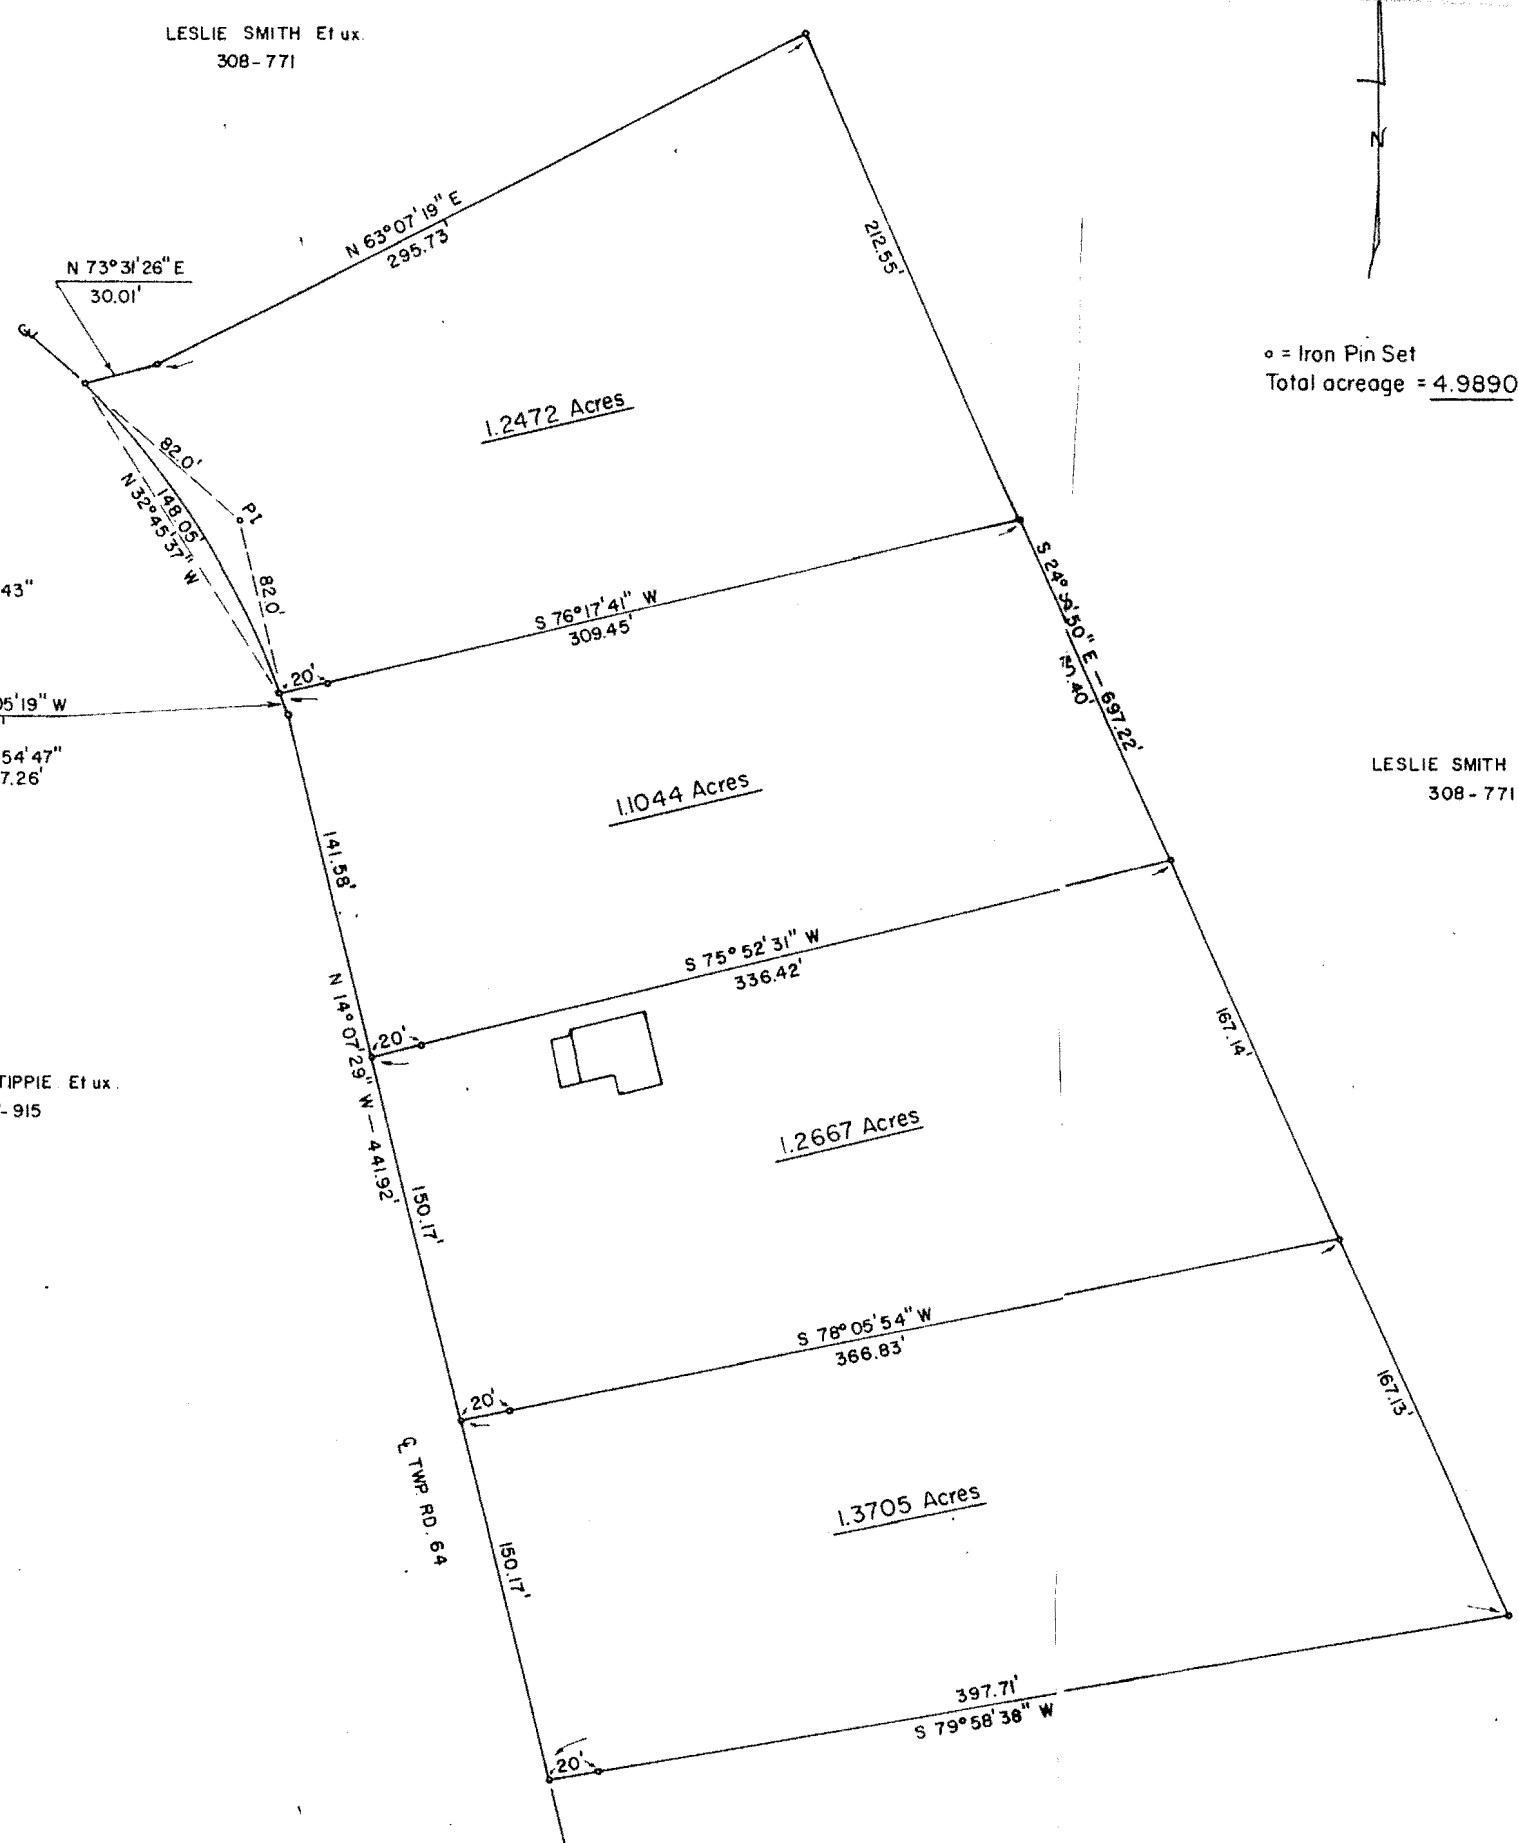 LESLIE SMITH Et ux.
308-771
N
N 63°07'19" E
295.73'
212.55'
N 73°31'26" E
30.01'
℄
o = Iron Pin Set
Total acreage = 4.9890
1.2472 Acres
82.0'
148.05'
N 32°45'37" W
PI
82.0'
43"
S 76°17'41" W
309.45'
20'
S 24° 50" E — 697.22'
.40'
05'19" W
54'47"
7.26'
LESLIE SMITH
308-771
1.1044 Acres
141.58'
S 75°52'31" W
336.42'
20'
N 14°07'29" W — 441.92'
167.14'
TIPPIE Et ux.
-915
1.2667 Acres
150.17'
S 78°05'54" W
366.83'
20'
167.13'
℄ TWP. RD. 64
1.3705 Acres
150.17'
397.71'
S 79°58'38" W
20'